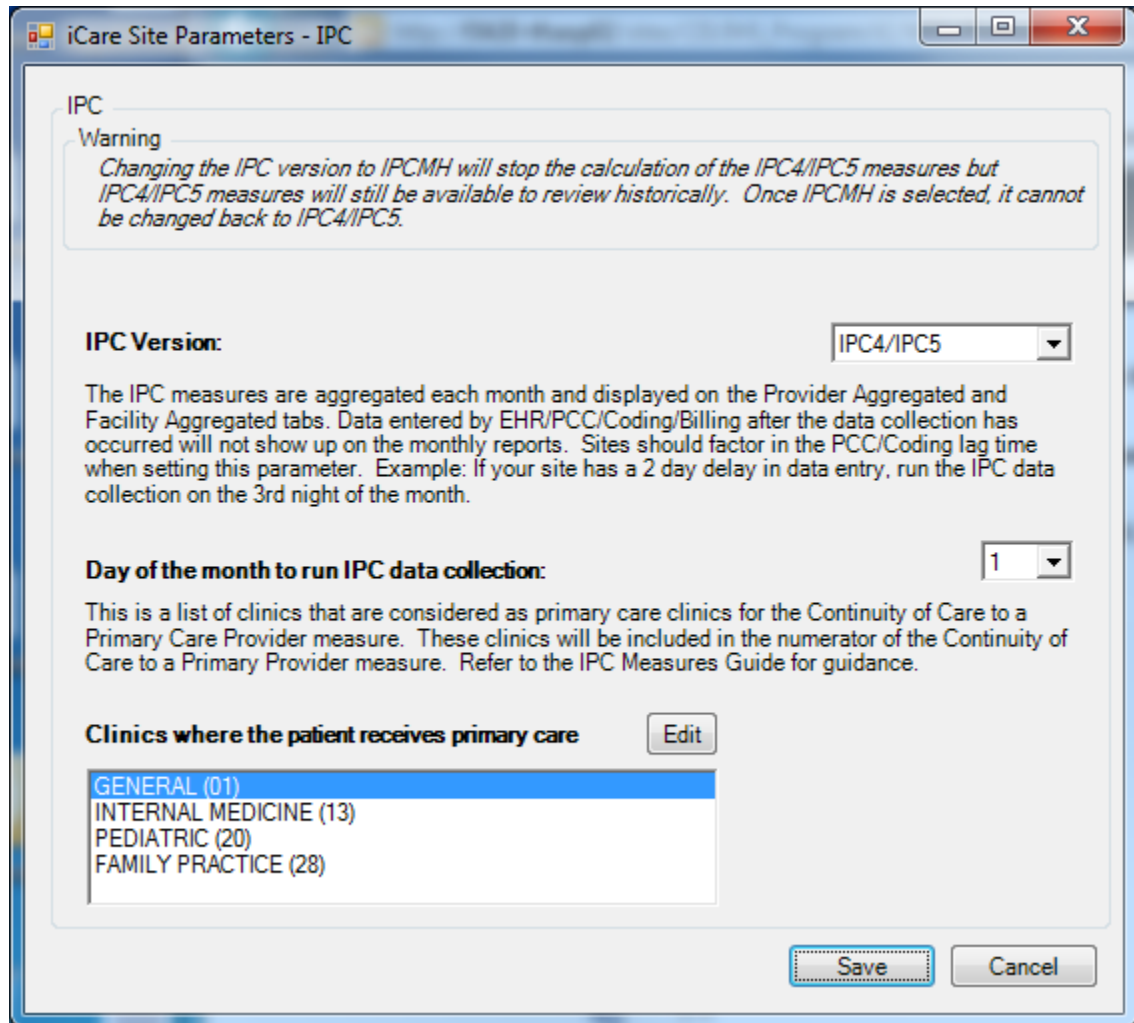 iCare Site Parameters - IPC
IPC
Warning
Changing the IPC version to IPCMH will stop the calculation of the IPC4/IPC5 measures but
IPC4/IPC5 measures will still be available to review historically. Once IPCMH is selected, it cannot
be changed back to IPC4/IPC5.
IPC Version:
IPC4/IPC5
The IPC measures are aggregated each month and displayed on the Provider Aggregated and
Facility Aggregated tabs. Data entered by EHR/PCC/Coding/Billing after the data collection has
occurred will not show up on the monthly reports. Sites should factor in the PCC/Coding lag time
when setting this parameter. Example: If your site has a 2 day delay in data entry, run the IPC data
collection on the 3rd night of the month.
Day of the month to run IPC data collection:
1
This is a list of clinics that are considered as primary care clinics for the Continuity of Care to a
Primary Care Provider measure. These clinics will be included in the numerator of the Continuity of
Care to a Primary Provider measure. Refer to the IPC Measures Guide for guidance.
Clinics where the patient receives primary care
Edit
GENERAL (01)
INTERNAL MEDICINE (13)
PEDIATRIC (20)
FAMILY PRACTICE (28)
Save
Cancel